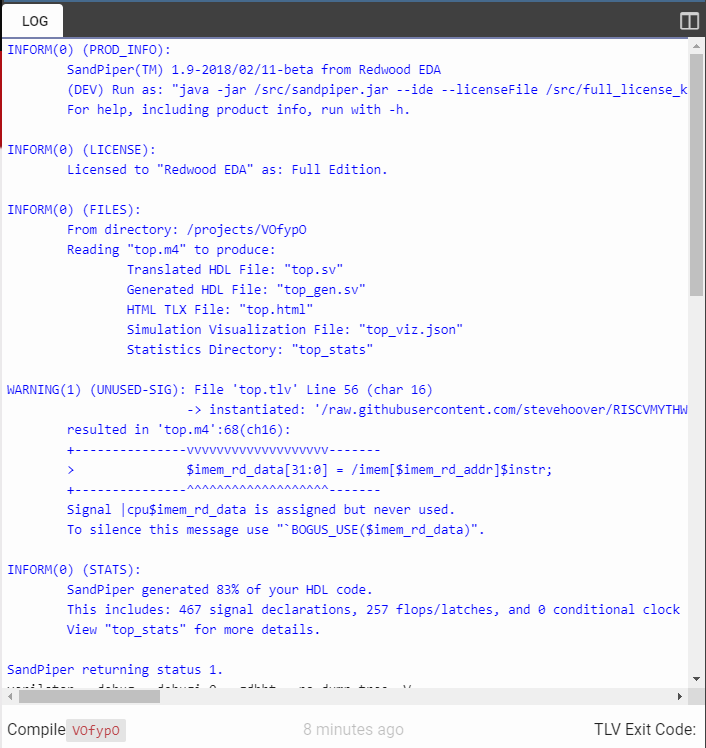 LOG
INFORM(0) (PROD_INFO):
SandPiper(TM) 1.9-2018/02/11-beta from Redwood EDA
(DEV) Run as: "java -jar /src/sandpiper.jar --ide --licenseFile /src/full_license_k
For help, including product info, run with -h.
INFORM(0) (LICENSE):
Licensed to "Redwood EDA" as: Full Edition.
INFORM(0) (FILES):
From directory: /projects/VOfypO
Reading "top.m4" to produce:
Translated HDL File: "top.sv"
Generated HDL File: "top_gen.sv"
HTML TLX File: "top.html"
Simulation Visualization File: "top_viz.json"
Statistics Directory: "top_stats"
WARNING(1) (UNUSED-SIG): File 'top.tlv' Line 56 (char 16)
-> instantiated: '/raw.githubusercontent.com/stevehoover/RISCVMYTHW
resulted in 'top.m4':68(ch16):
+---------------vvvvvvvvvvvvvvvvvvv-------
> $imem_rd_data[31:0] = /imem[$imem_rd_addr]$instr;
+---------------^^^^^^^^^^^^^^^^^^^-------
Signal |cpu$imem_rd_data is assigned but never used.
To silence this message use "`BOGUS_USE($imem_rd_data)".
INFORM(0) (STATS):
SandPiper generated 83% of your HDL code.
This includes: 467 signal declarations, 257 flops/latches, and 0 conditional clock
View "top_stats" for more details.
SandPiper returning status 1.
Compile VOfypO 8 minutes ago TLV Exit Code: